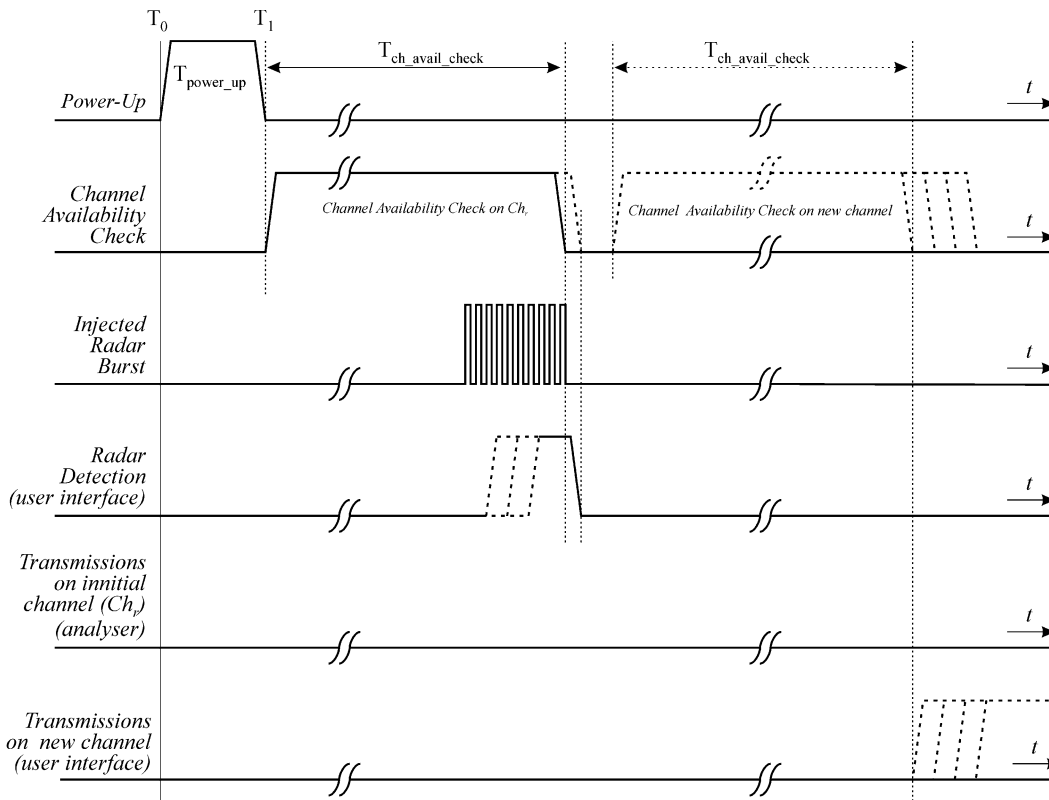 T0 T1
Tch_avail_check
Tch_avail_check
Tpower_up
Power-Up
t
Channel
Availability
Check
Channel Availability Check on Chr
Channel Availability Check on new channel
t
Injected
Radar
Burst
t
Radar
Detection
(user interface)
t
Transmissions
on innitial
channel (Chr)
(analyser)
t
Transmissions
on new channel
(user interface)
t